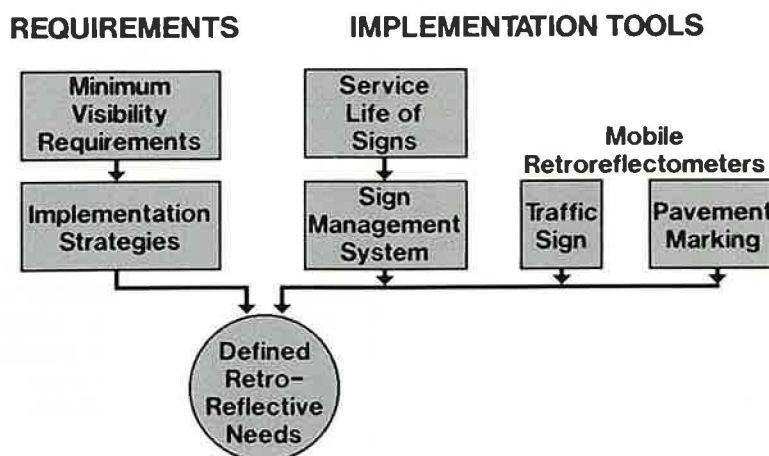 REQUIREMENTS
IMPLEMENTATION TOOLS
Minimum
Visibility
Requirements
Implementation
Strategies
Service
Life of
Signs
Sign
Management
System
Mobile
Retroreflectometers
Traffic
Sign
Pavement
Marking
Defined
Retro-
Reflective
Needs